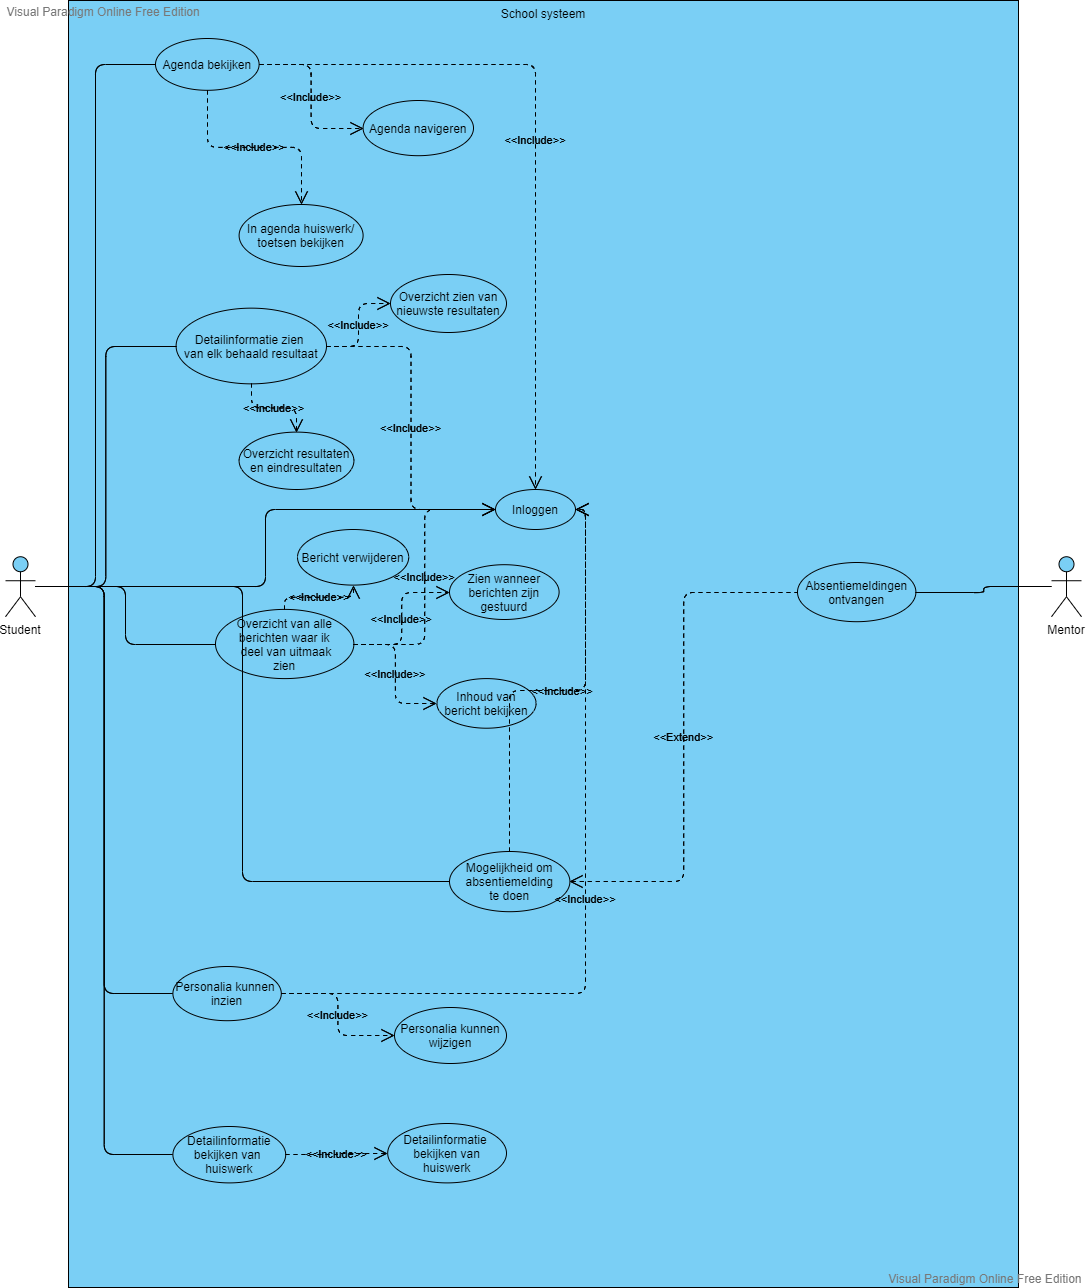 Visual Paradigm Online Free Edition
School systeem
Agenda bekijken
<<Include>>
Agenda navigeren
<<Include>>
<<Include>>
In agenda huiswerk/
toetsen bekijken
Overzicht zien van
nieuwste resultaten
<<Include>>
Detailinformatie zien
van elk behaald resultaat
<<Include>>
<<Include>>
Overzicht resultaten
en eindresultaten
Inloggen
Bericht verwijderen
<<Include>>
Zien wanneer
berichten zijn
gestuurd
<<Include>>
Absentiemeldingen
ontvangen
Student
Mentor
<<Include>>
Overzicht van alle
berichten waar ik
deel van uitmaak
zien
<<Include>>
<<Include>>
Inhoud van
bericht bekijken
<<Extend>>
Mogelijkheid om
absentiemelding
te doen
<<Include>>
Personalia kunnen
inzien
<<Include>>
Personalia kunnen
wijzigen
Detailinformatie
bekijken van
huiswerk
<<Include>>
Detailinformatie
bekijken van
huiswerk
Visual Paradigm Online Free Edition